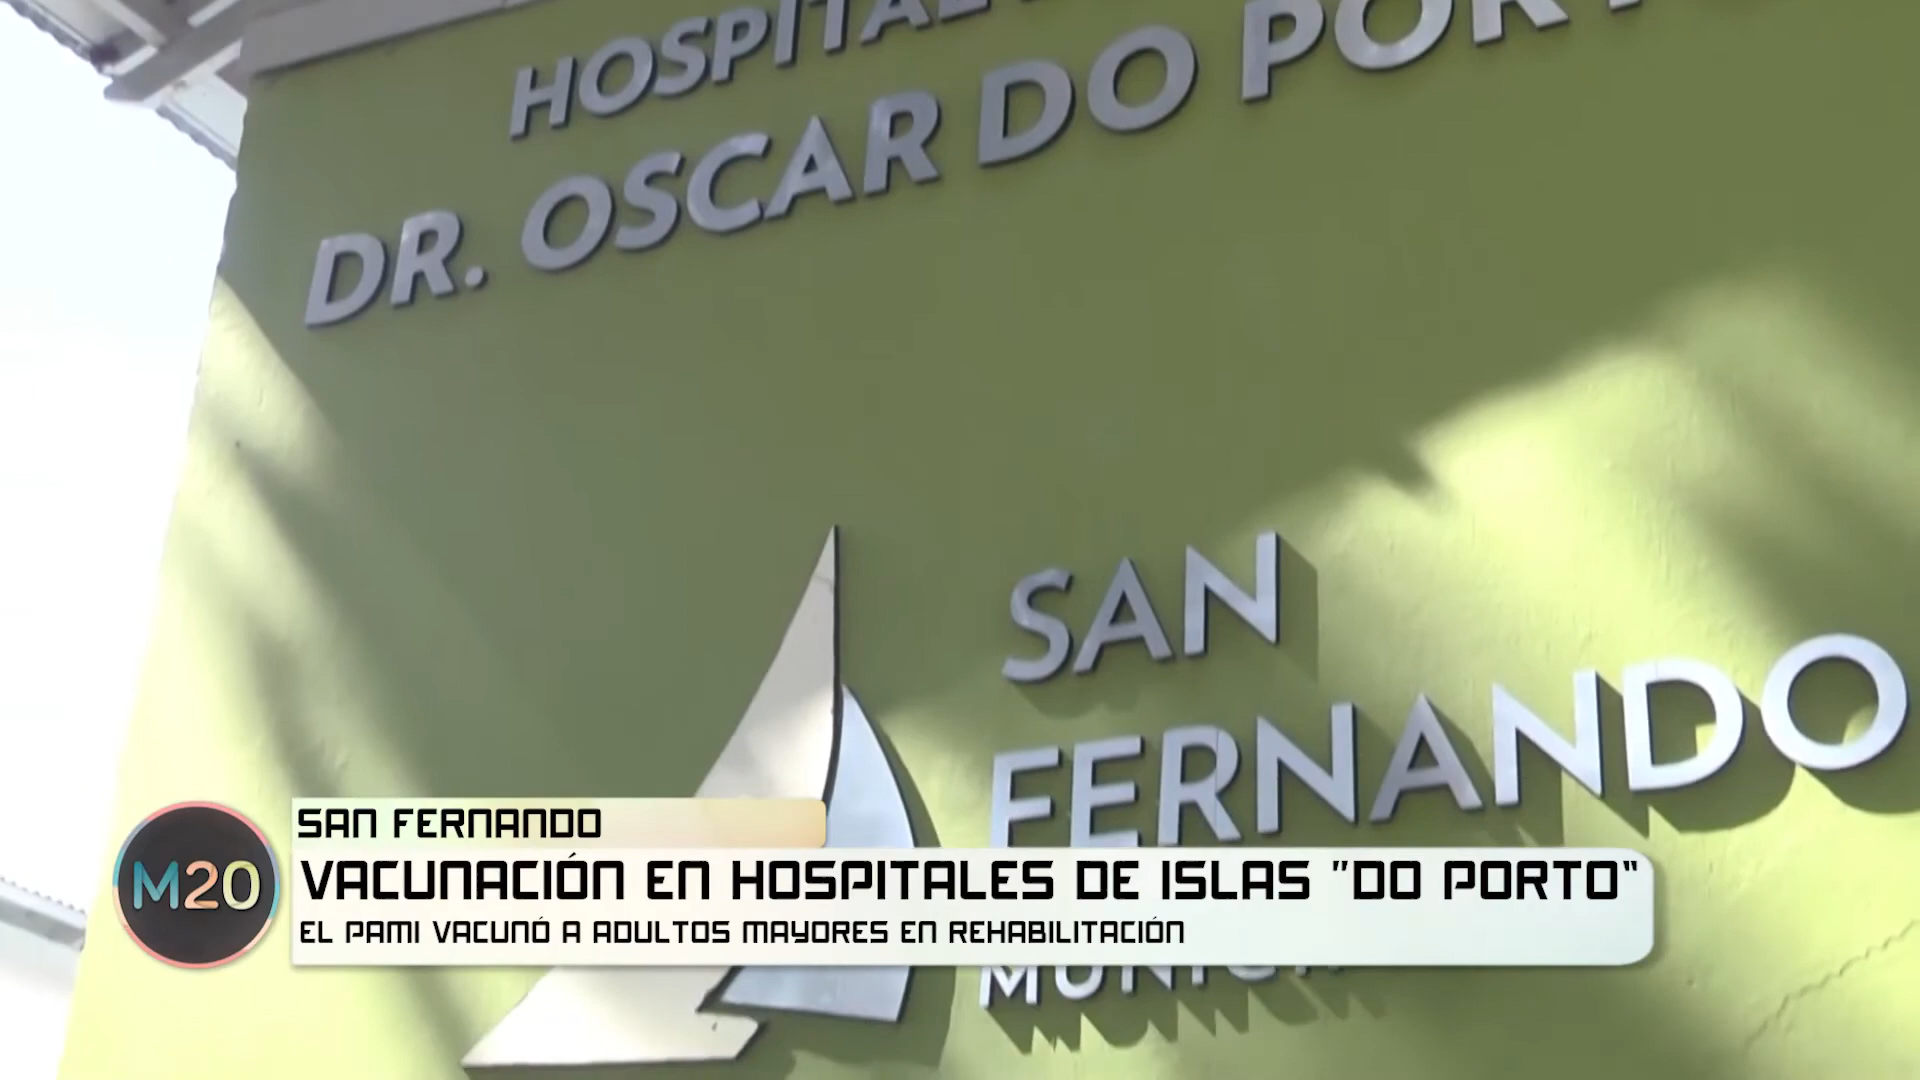 HOSPITAL
DR. OSCAR DO PORTO
SAN
FERNANDO
M20
SAN FERNANDO
VACUNACIÓN EN HOSPITALES DE ISLAS "DO PORTO"
EL PAMI VACUNÓ A ADULTOS MAYORES EN REHABILITACIÓN